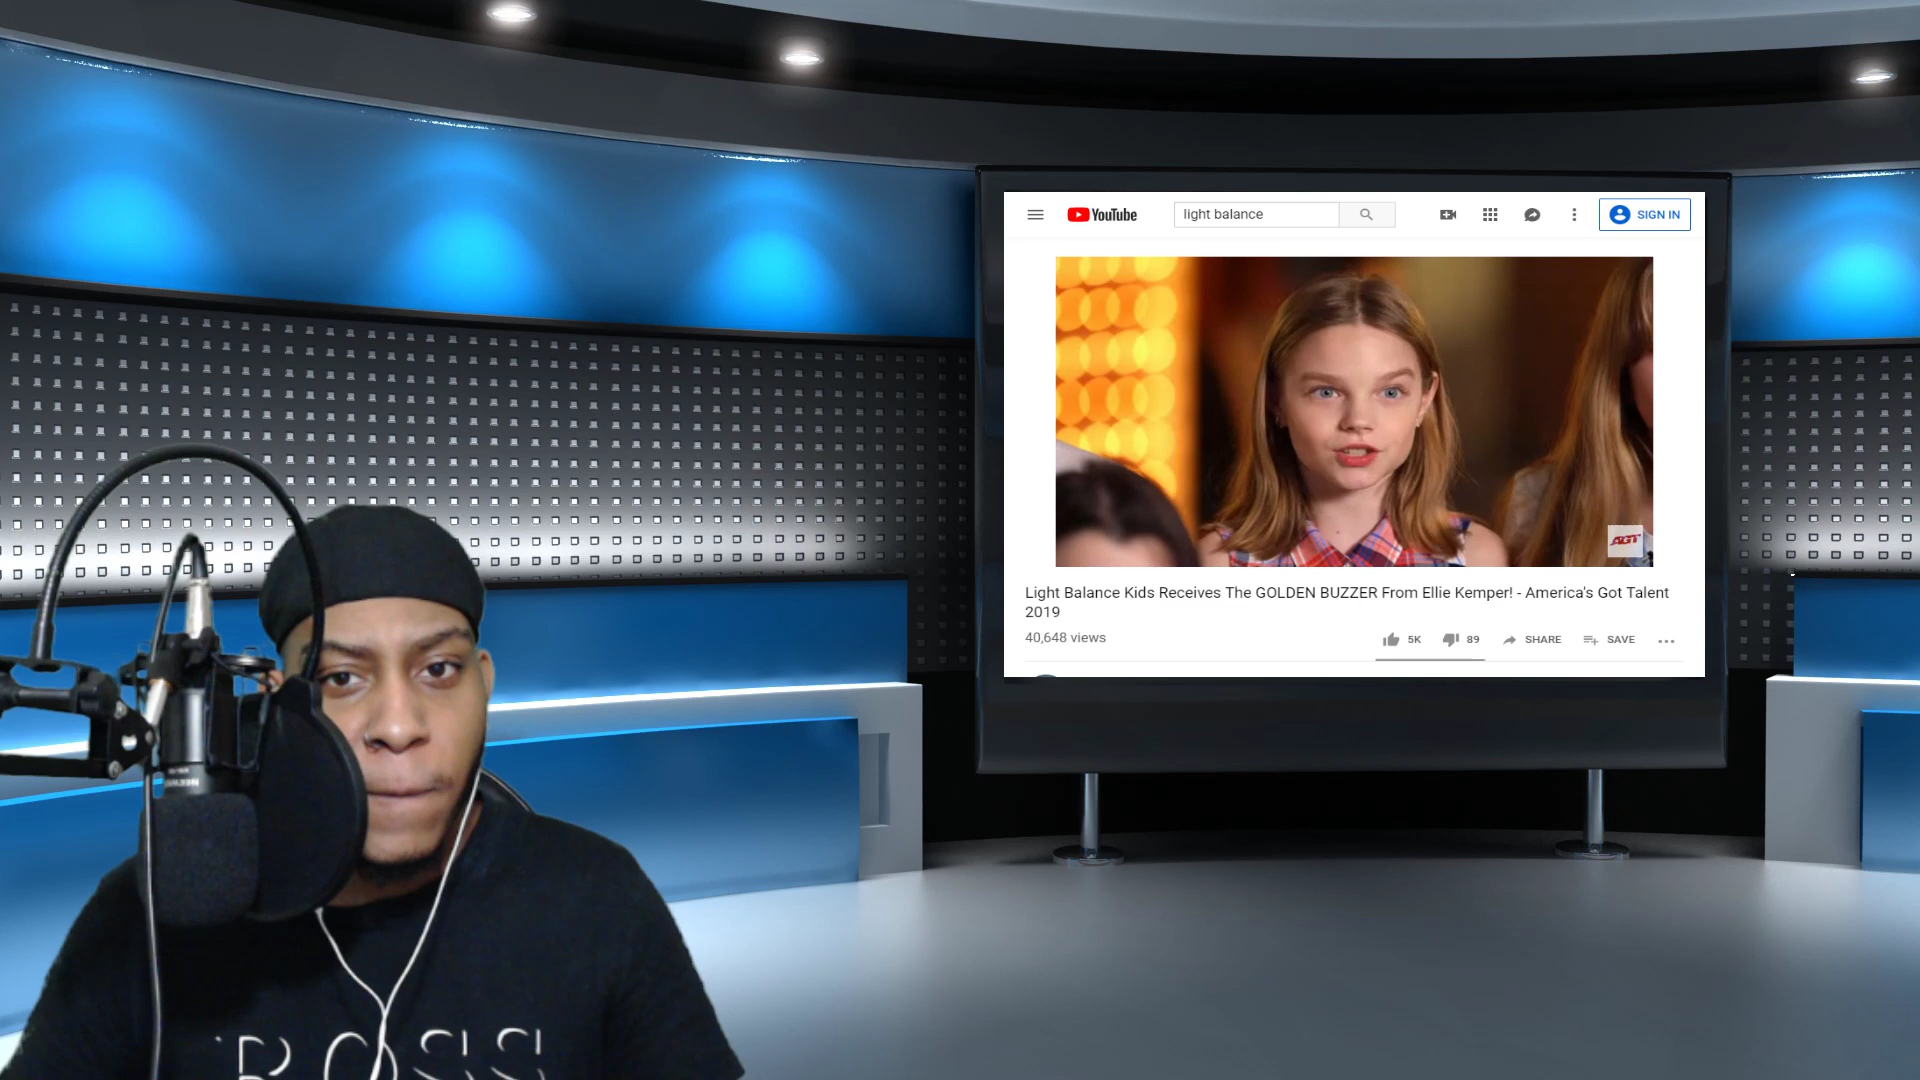 YouTube
light balance
SIGN IN
AGT
Light Balance Kids Receives The GOLDEN BUZZER From Ellie Kemper! - America's Got Talent
2019
40,648 views
5K
89
SHARE
SAVE
BOSS